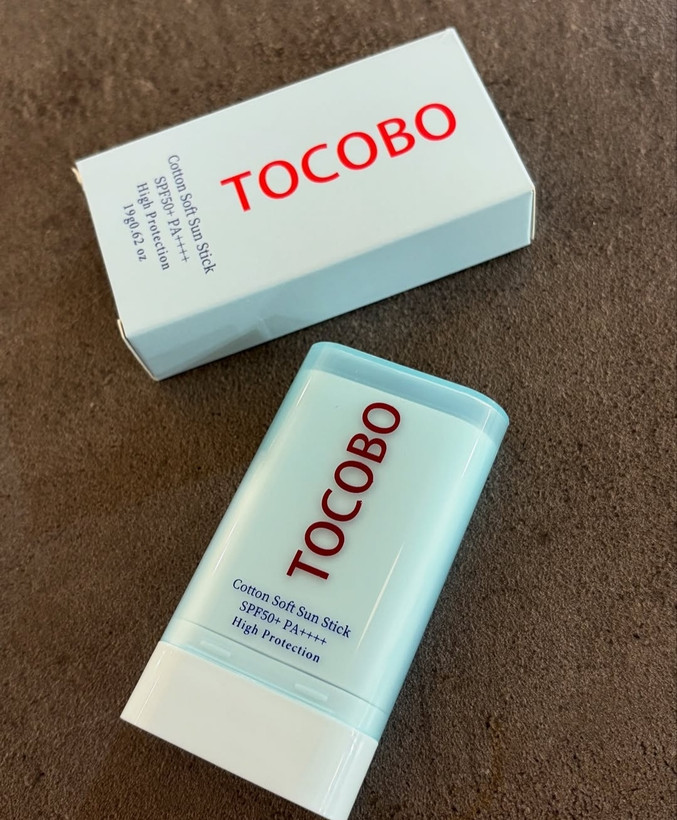 TOCOBO
Cotton Soft Sun Stick
SPF50+ PA++++
High Protection
19g0.62 oz
TOCOBO
Cotton Soft Sun Stick
SPF50+ PA++++
High Protection